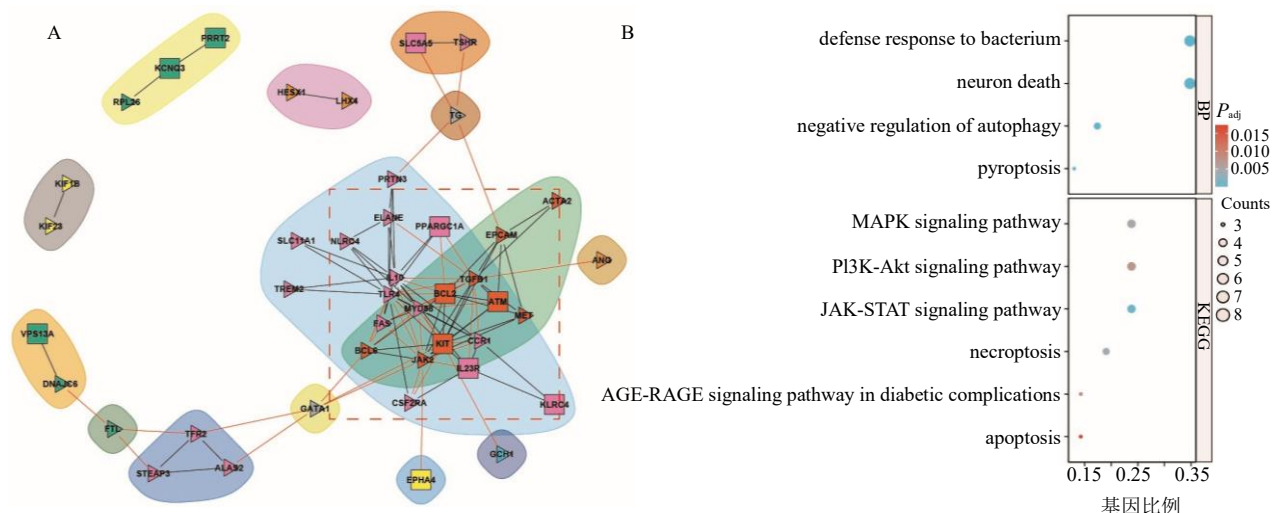 A
PRRT2
KCNQ3
RPL26
HESX1
LHX4
SLC5A5
TSHR
TG
KIF1B
KIF23
PRTN3
ELANE
PPARGC1A
ACTA2
SLC11A1
NLRC4
EPCAM
IL10
TGFB1
ANG
TREM2
TLR4
BCL2
ATM
MYD88
MET
FAS
VPS13A
KIT
CCR1
BCL6
JAK2
IL23R
DNAJC6
CSF2RA
KLRC4
GATA1
FTL
TFR2
STEAP3
ALAS2
GCH1
EPHA4
B
defense response to bacterium
neuron death
negative regulation of autophagy
pyroptosis
BP
MAPK signaling pathway
Pl3K-Akt signaling pathway
JAK-STAT signaling pathway
necroptosis
AGE-RAGE signaling pathway in diabetic complications
apoptosis
KEGG
0.15 0.25 0.35
基因比例
Padj
0.015
0.010
0.005
Counts
3
4
5
6
7
8